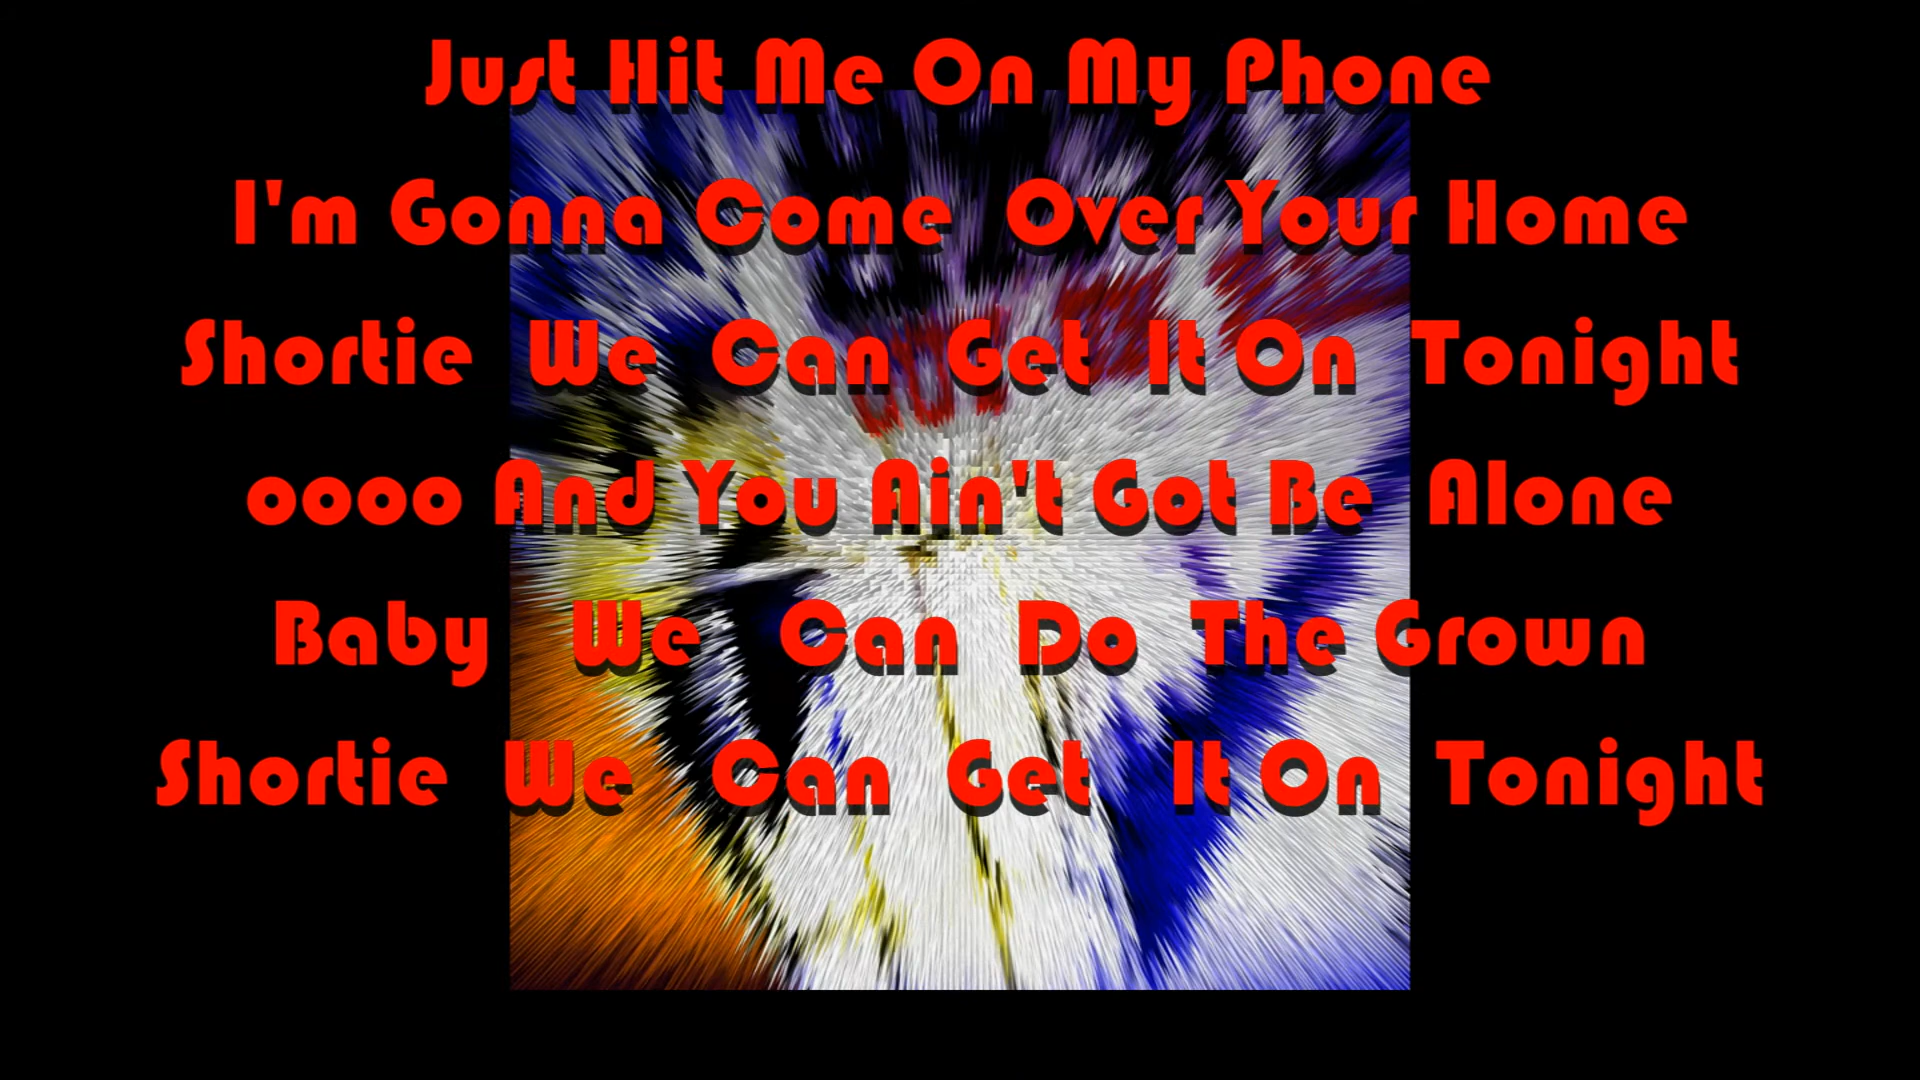 Just Hit Me On My Phone
I'm Gonna Come Over Your Home
Shortie We Can Get It On Tonight
oooo And You Ain't Got Be Alone
Baby We Can Do The Grown
Shortie We Can Get It On Tonight